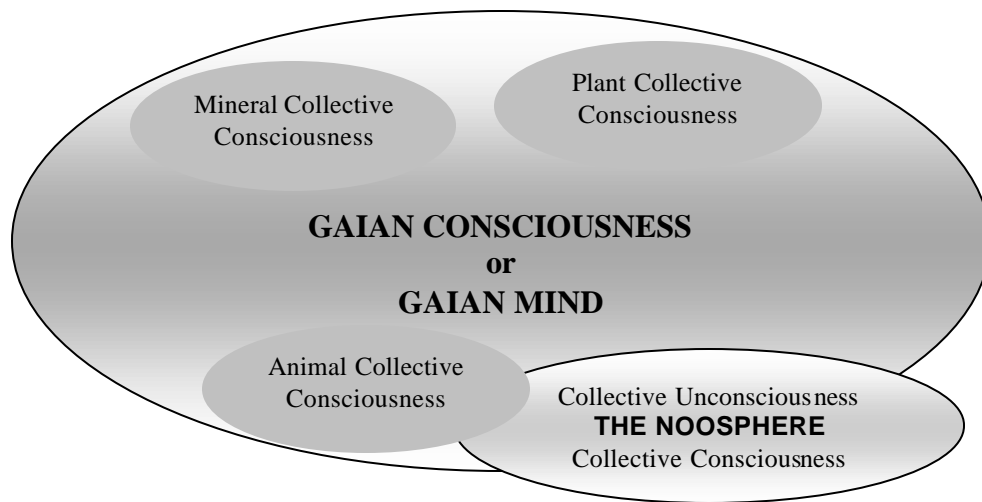 Mineral Collective
Consciousness
Plant Collective
Consciousness
GAIAN CONSCIOUSNESS
or
GAIAN MIND
Animal Collective
Consciousness
Collective Unconsciousness
THE NOOSPHERE
Collective Consciousness